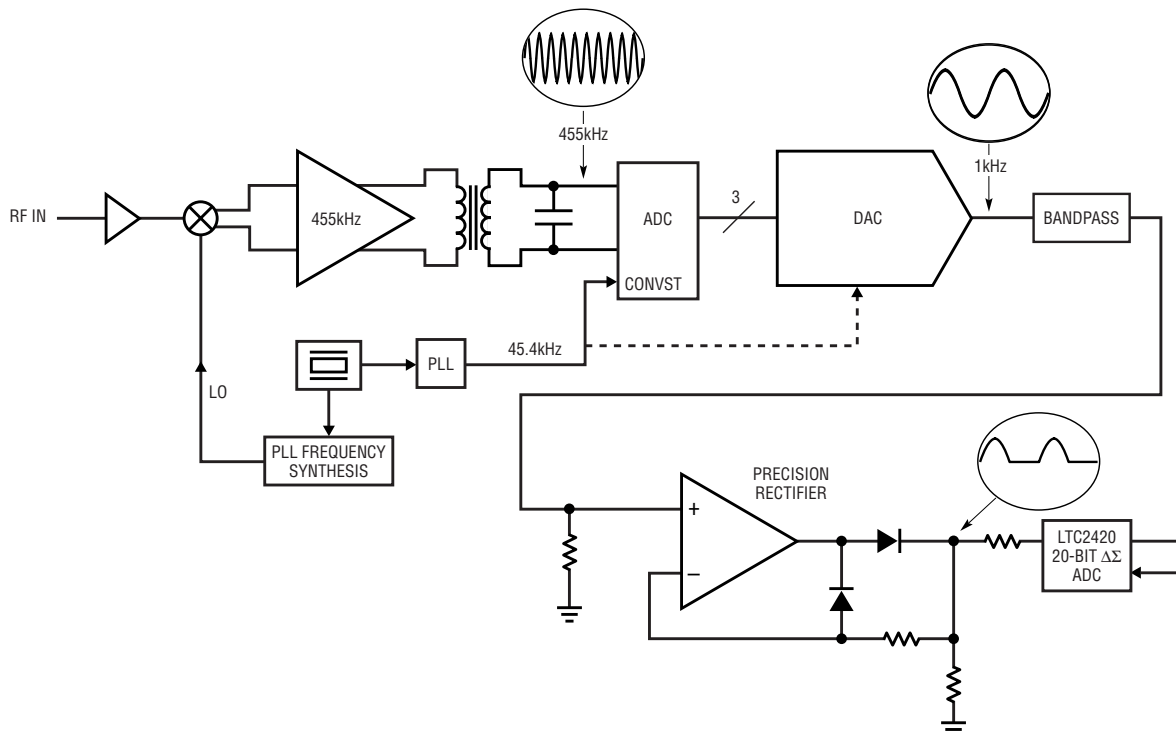 455kHz
1kHz
RF IN
455kHz
ADC
CONVST
3
DAC
BANDPASS
45.4kHz
PLL
LO
PLL FREQUENCY
SYNTHESIS
PRECISION
RECTIFIER
+
–
LTC2420
20-BIT ΔΣ
ADC